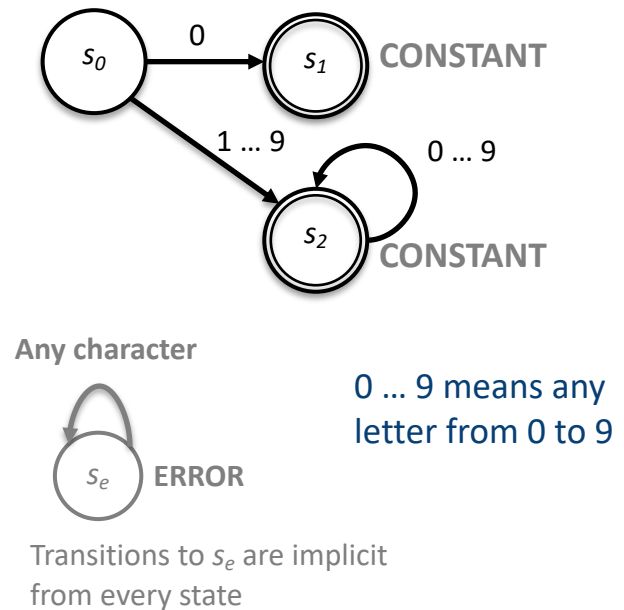 s0
0
s1
CONSTANT
1 … 9
0 … 9
s2
CONSTANT
Any character
se
ERROR
0 … 9 means any
letter from 0 to 9
Transitions to se are implicit
from every state